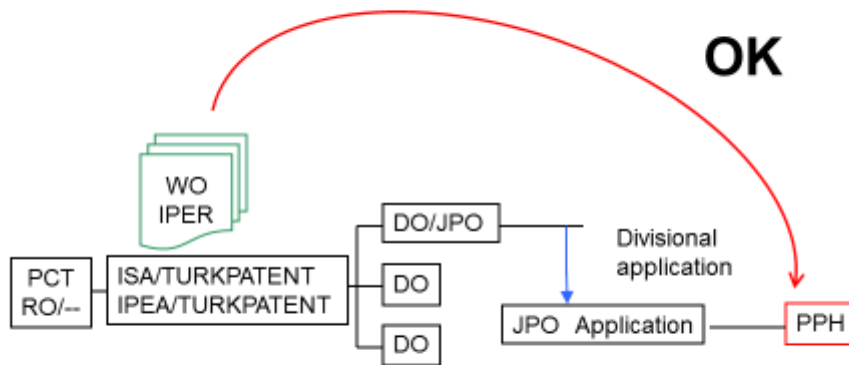 OK
WO
IPER
PCT
RO/--
ISA/TURKPATENT
IPEA/TURKPATENT
DO/JPO
DO
DO
Divisional
application
JPO Application
PPH